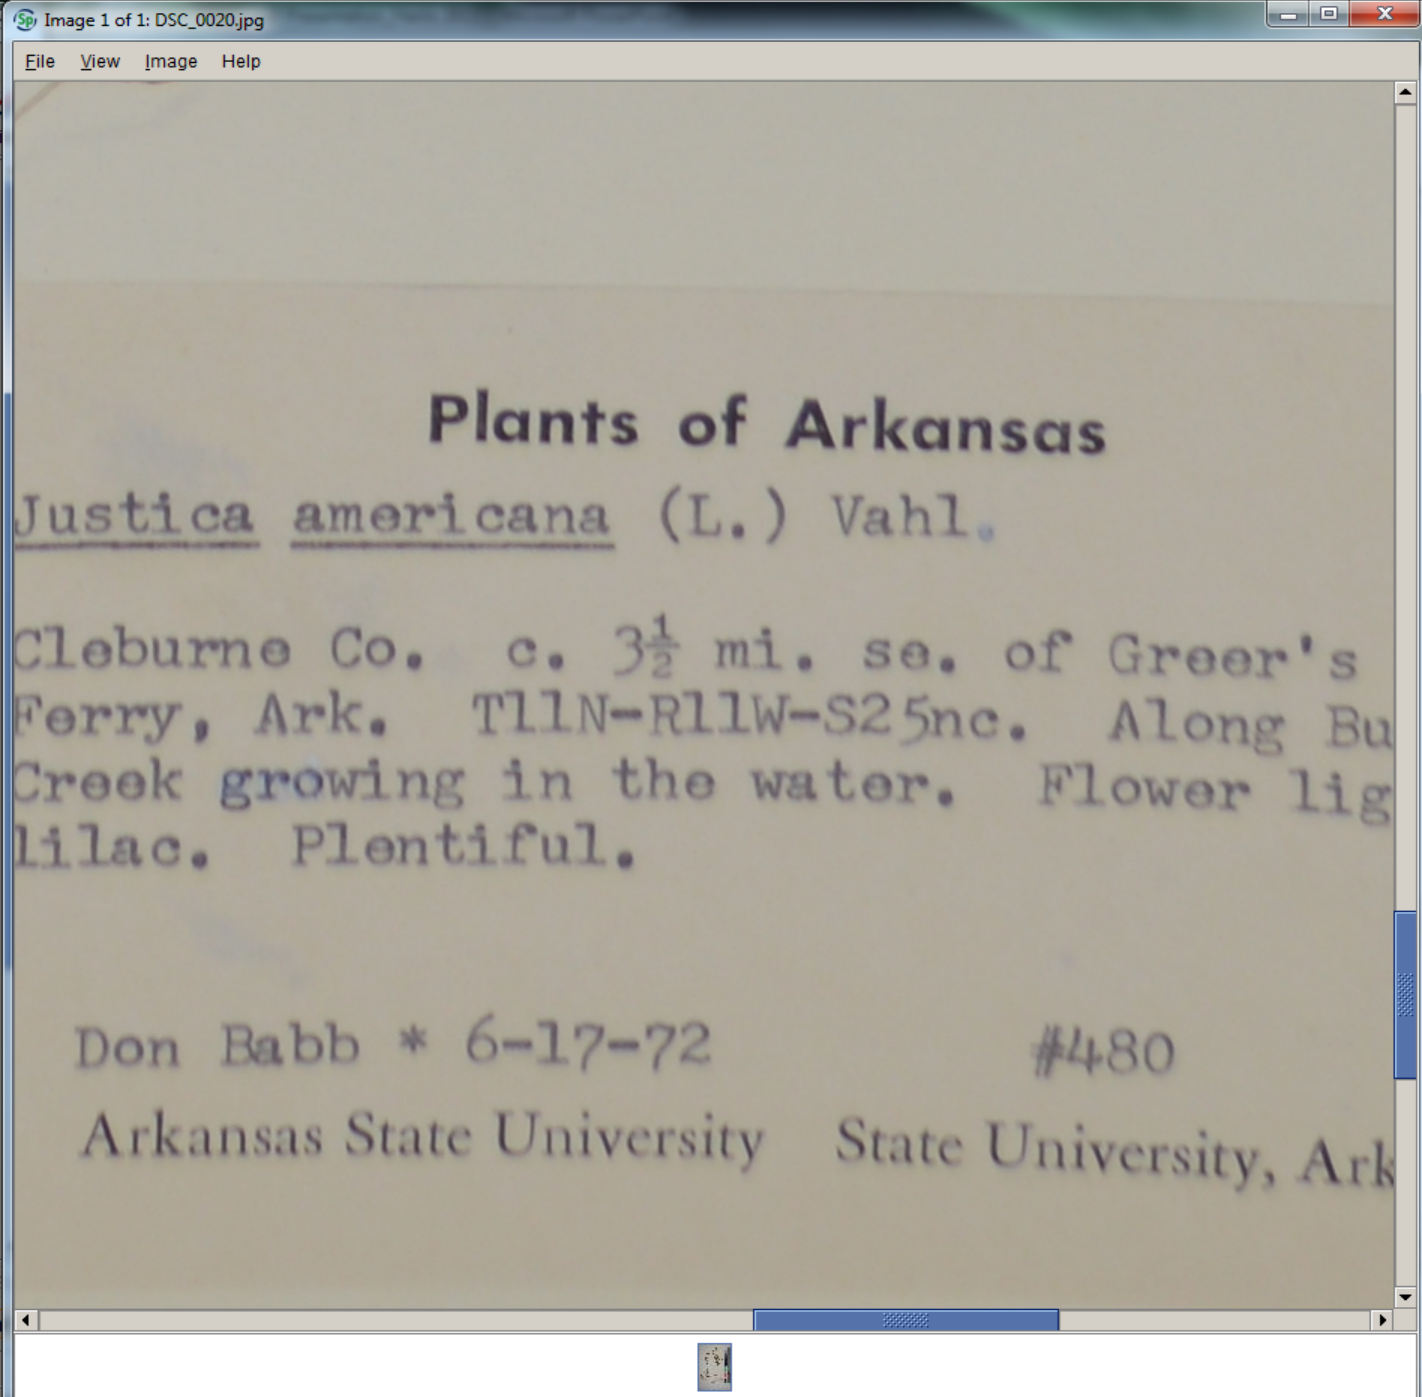 Image 1 of 1: DSC_0020.jpg
File View Image Help
Plants of Arkansas
Justica americana (L.) Vahl.
Cleburne Co. c. 3½ mi. se. of Greer's
Ferry, Ark. T11N-R11W-S25nc. Along Bu
Creek growing in the water. Flower lig
lilac. Plentiful.
Don Babb * 6-17-72 #480
Arkansas State University State University, Ark